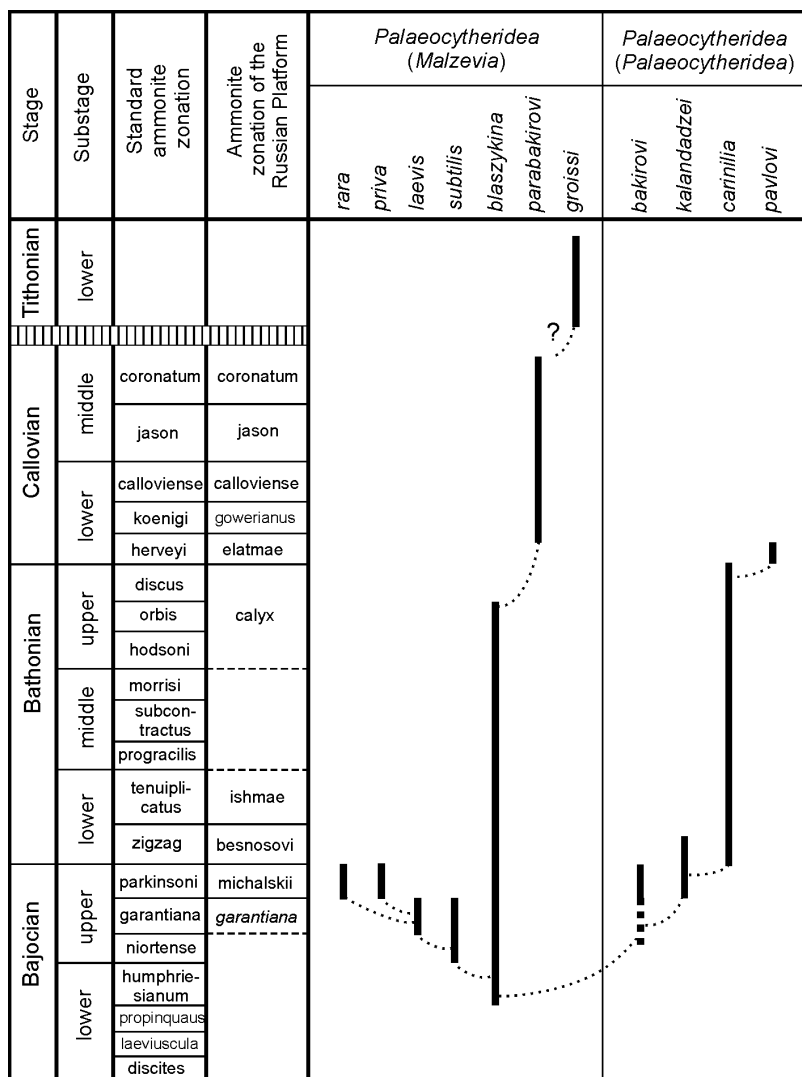 Stage
Substage
Standard
ammonite
zonation
Ammonite
zonation of the
Russian Platform
Palaeocytheridea
(Malzevia)
Palaeocytheridea
(Palaeocytheridea)
rara
priva
laevis
subtilis
blaszykina
parabakirovi
groissi
bakirovi
kalandadzei
carinilia
pavlovi
Tithonian
lower
?
Callovian
middle
coronatum
coronatum
jason
jason
lower
calloviense
calloviense
koenigi
gowerianus
herveyi
elatmae
Bathonian
upper
discus
orbis
calyx
hodsoni
middle
morrisi
subcon-
tractus
progracilis
lower
tenuipli-
catus
ishmae
zigzag
besnosovi
Bajocian
upper
parkinsoni
michalskii
garantiana
garantiana
niortense
lower
humphrie-
sianum
propinquaus
laeviuscula
discites